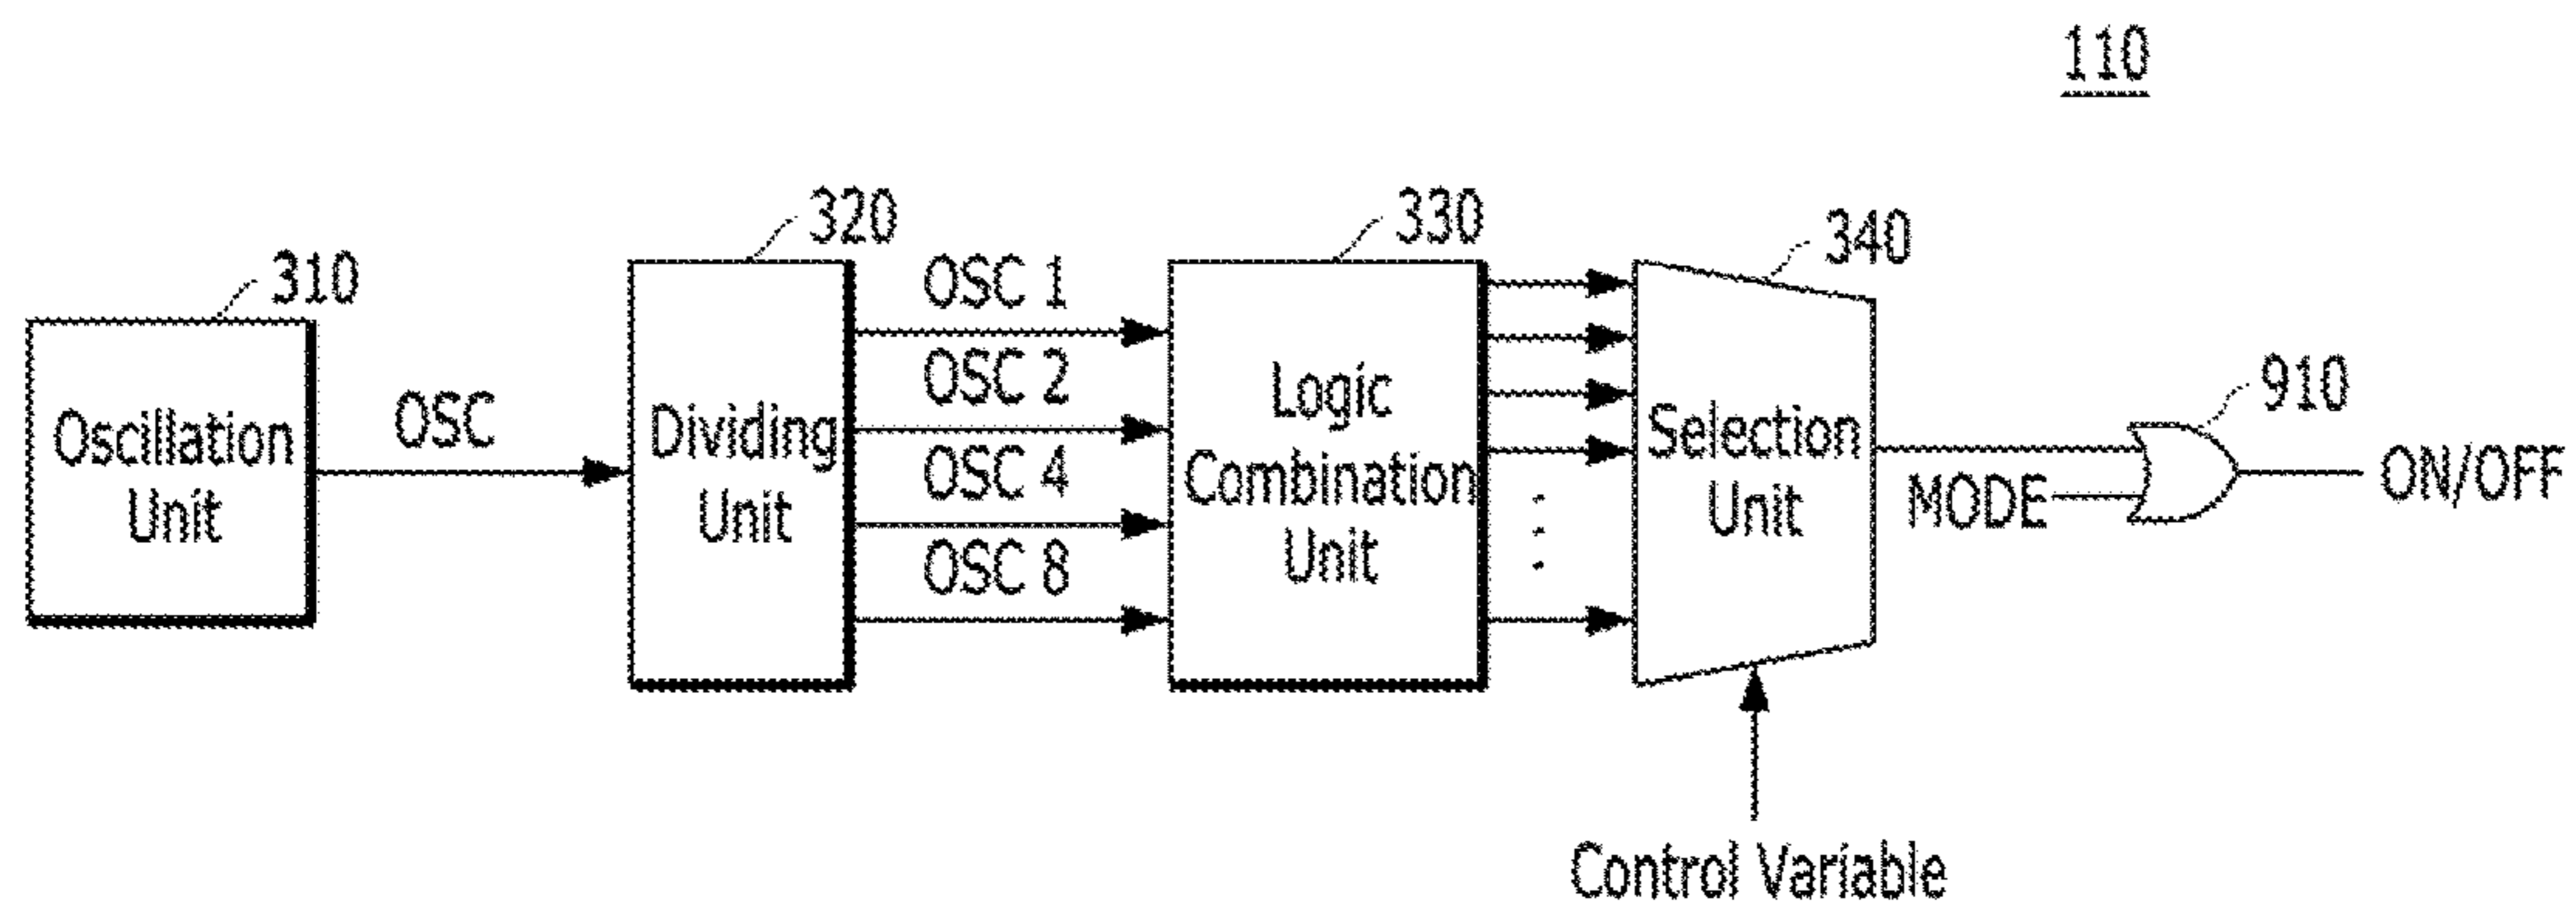 110
310
Oscillation
Unit
OSC
320
Dividing
Unit
OSC 1
OSC 2
OSC 4
OSC 8
330
Logic
Combination
Unit
340
Selection
Unit
Control Variable
MODE
910
ON/OFF